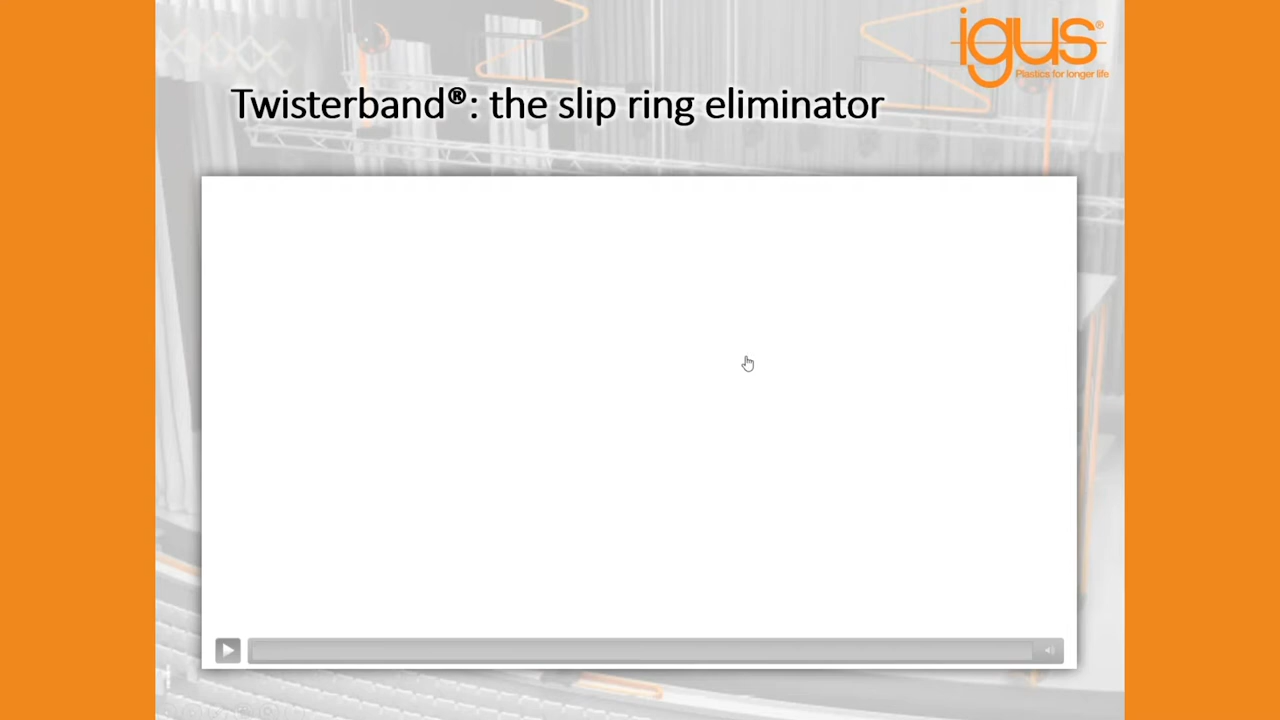 igus®
Plastics for longer life
Twisterband®: the slip ring eliminator